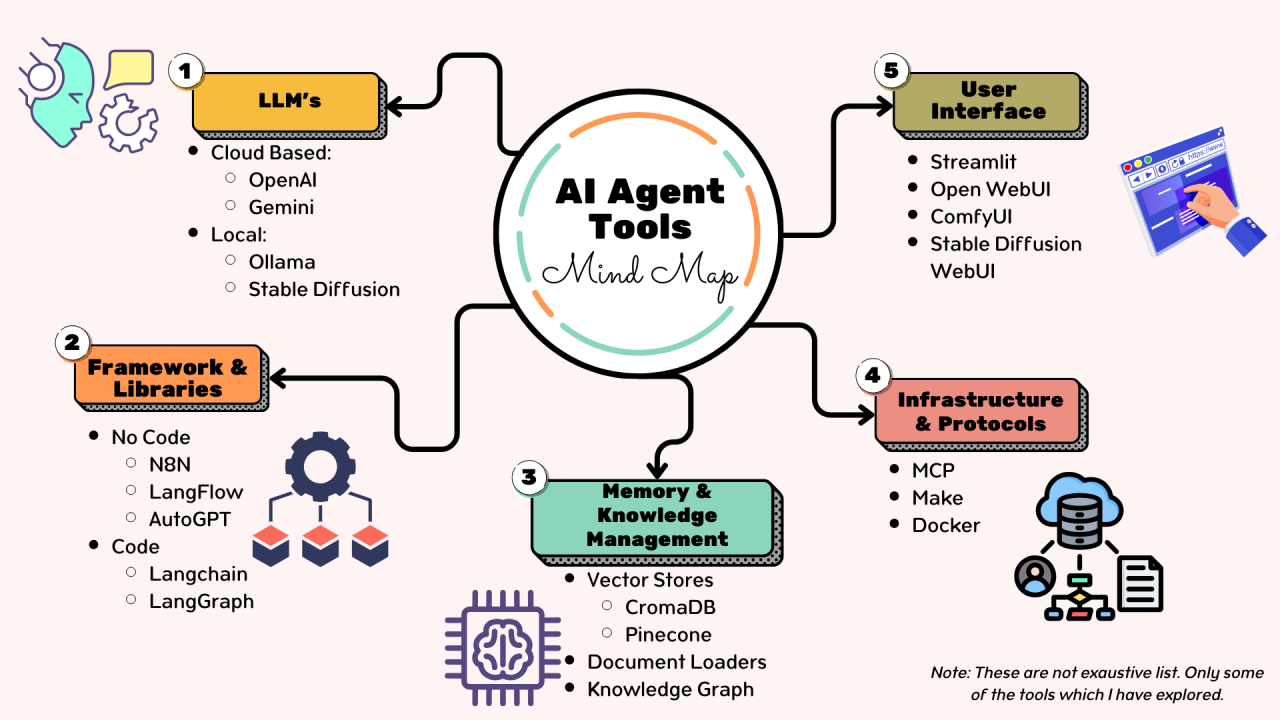 AI Agent
Tools
Mind Map
1
LLM's
Cloud Based:
OpenAI
Gemini
Local:
Ollama
Stable Diffusion
2
Framework &
Libraries
No Code
N8N
LangFlow
AutoGPT
Code
Langchain
LangGraph
3
Memory &
Knowledge
Management
Vector Stores
CromaDB
Pinecone
Document Loaders
Knowledge Graph
4
Infrastructure
& Protocols
MCP
Make
Docker
5
User
Interface
Streamlit
Open WebUI
ComfyUI
Stable Diffusion
WebUI
https://www
Note: These are not exaustive list. Only some
of the tools which I have explored.